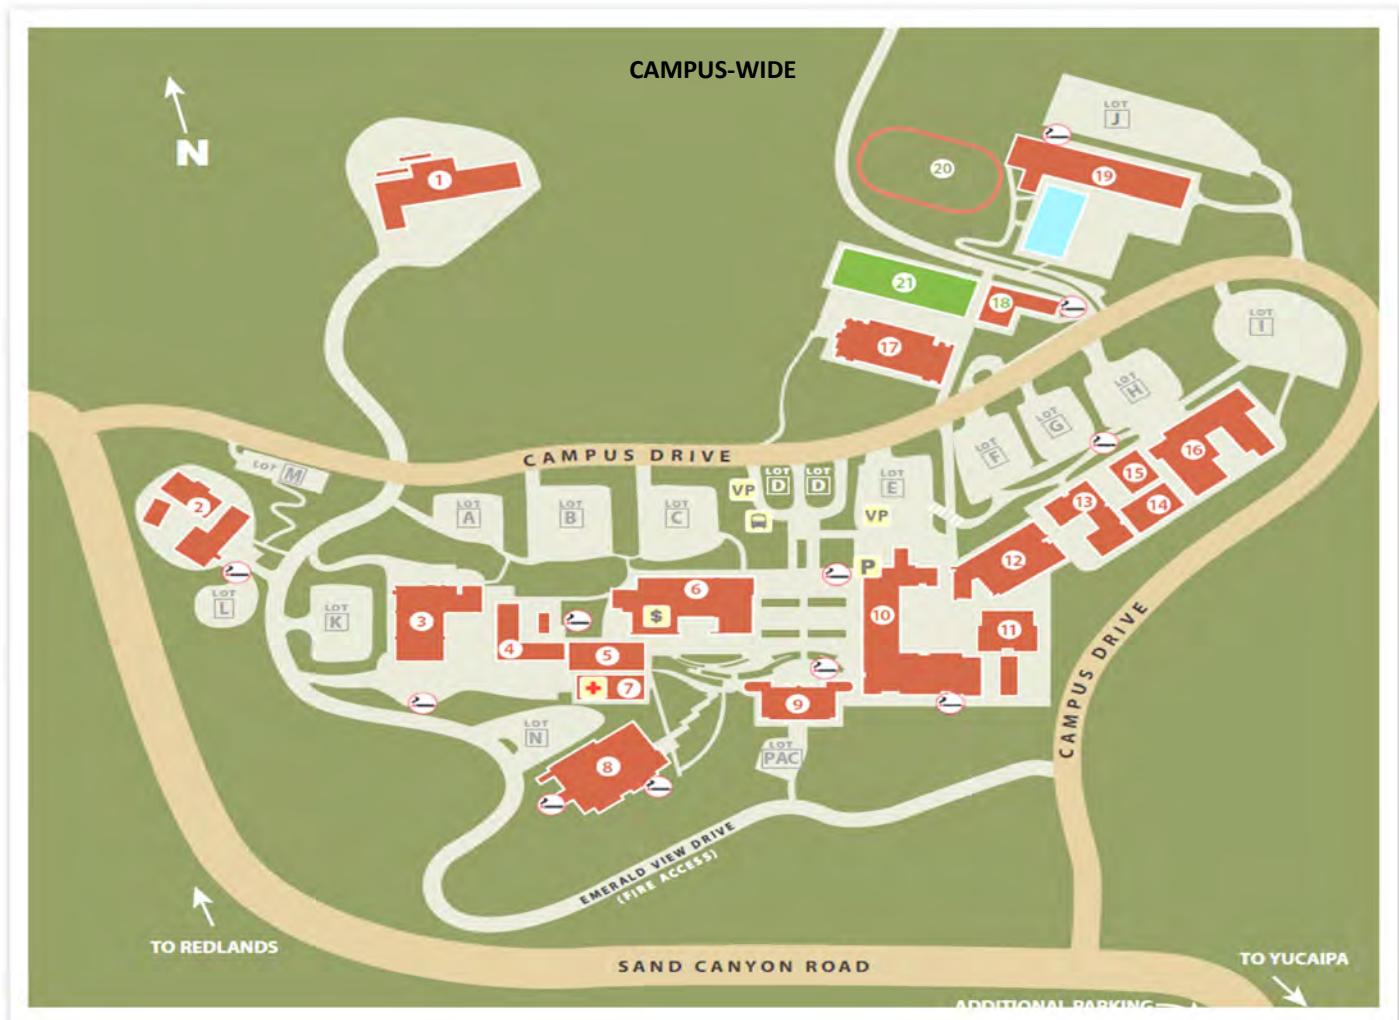 CAMPUS-WIDE
N
LOT
J
1
20
19
21
18
LOT
I
17
LOT
H
LOT
G
LOT
F
CAMPUS DRIVE
LOT M
2
LOT
A
LOT
B
LOT
C
VP
LOT
D
LOT
D
LOT
E
VP
16
15
14
13
12
P
LOT
L
LOT
K
3
4
5
6
$
7
10
11
9
CAMPUS DRIVE
LOT
N
8
LOT
PAC
EMERALD VIEW DRIVE
(FIRE ACCESS)
TO REDLANDS
SAND CANYON ROAD
TO YUCAIPA
ADDITIONAL PARKING